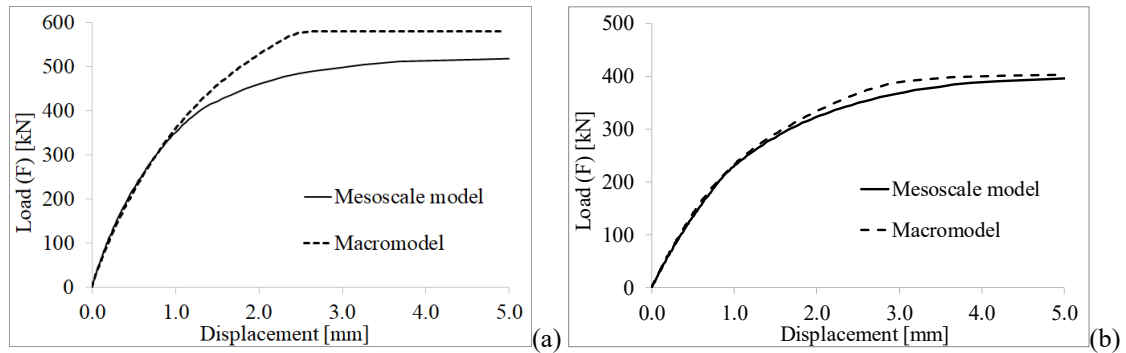 600
500
400
300
200
100
0
Load (F) [kN]
Mesoscale model
Macromodel
0.0 1.0 2.0 3.0 4.0 5.0
Displacement [mm]
(a)
500
400
300
200
100
0
Load (F) [kN]
Mesoscale model
Macromodel
0.0 1.0 2.0 3.0 4.0 5.0
Displacement [mm]
(b)